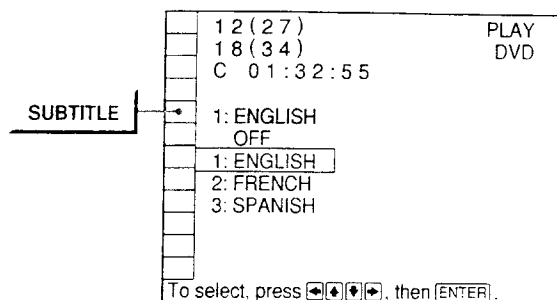 12(27) PLAY
18(34) DVD
C 01:32:55
SUBTITLE
1: ENGLISH
OFF
1: ENGLISH
2: FRENCH
3: SPANISH
To select, press ←↑↓→, then ENTER.